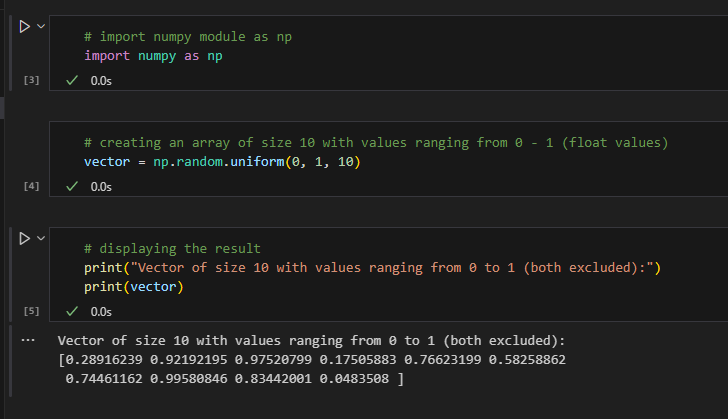 # import numpy module as np
import numpy as np
[3]
0.0s
# creating an array of size 10 with values ranging from 0 - 1 (float values)
vector = np.random.uniform(0, 1, 10)
[4]
0.0s
# displaying the result
print("Vector of size 10 with values ranging from 0 to 1 (both excluded):")
print(vector)
[5]
0.0s
... Vector of size 10 with values ranging from 0 to 1 (both excluded):
[0.28916239 0.92192195 0.97520799 0.17505883 0.76623199 0.58258862
0.74461162 0.99580846 0.83442001 0.0483508 ]